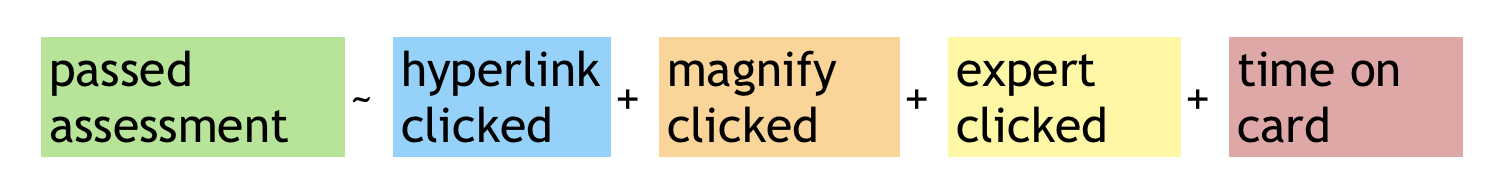 passed hyperlink magnify expert time on
assessment ~ clicked + clicked + clicked + card